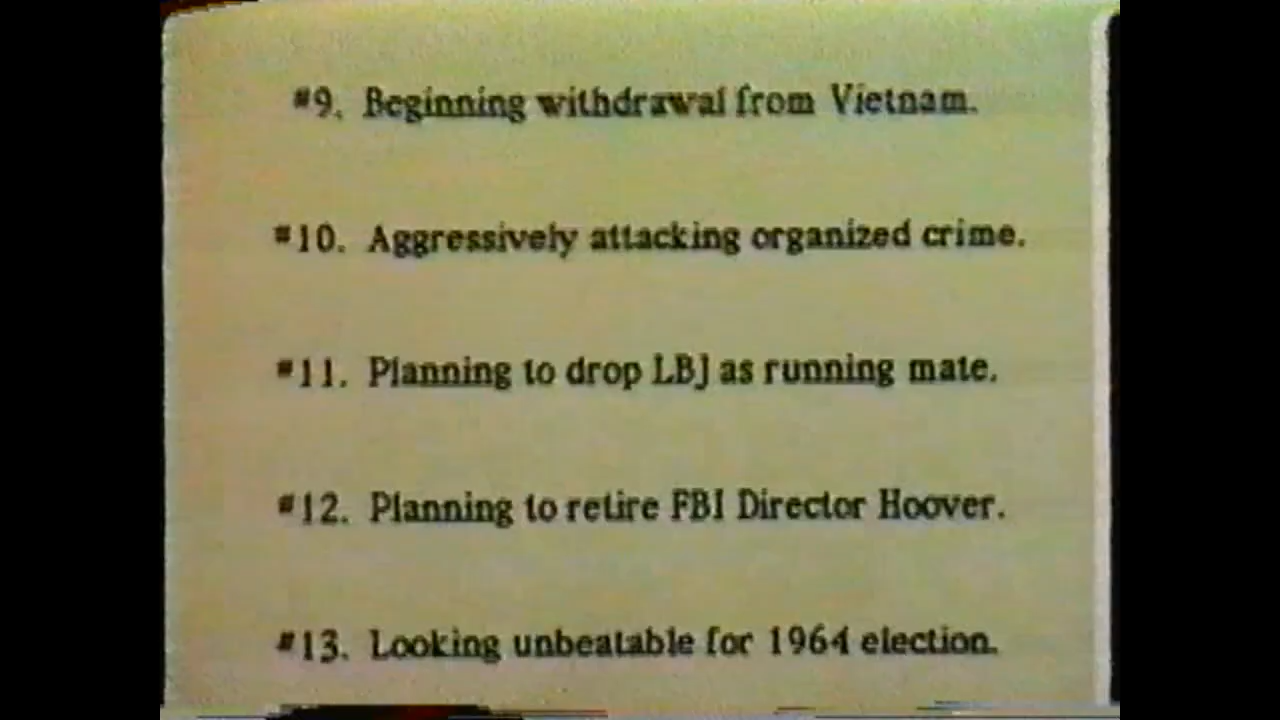 #9. Beginning withdrawal from Vietnam.
#10. Aggressively attacking organized crime.
#11. Planning to drop LBJ as running mate.
#12. Planning to retire FBI Director Hoover.
#13. Looking unbeatable for 1964 election.